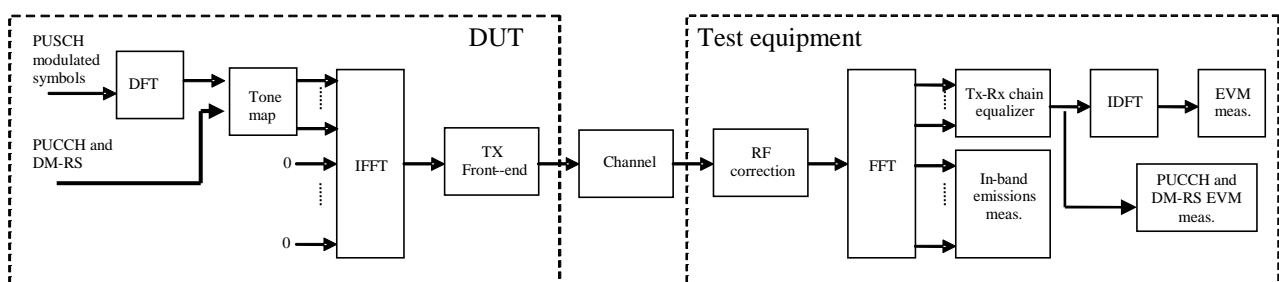 DUT
Test equipment
PUSCH
modulated
symbols
DFT
Tone
map
PUCCH and
DM-RS
0
0
IFFT
TX
Front--end
Channel
RF
correction
FFT
Tx-Rx chain
equalizer
In-band
emissions
meas.
IDFT
EVM
meas.
PUCCH and
DM-RS EVM
meas.